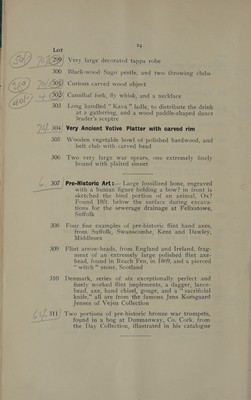 24
Lot
299 Very large decorated tappa robe
300 Blackwood Sago pestle, and two throwing clubs
301 Curious carved wood object
302 Cannibal fork, fly whisk, and a necklace
303 Long handled "Kava" ladle, to distribute the drink
at a gathering, and a wood paddle-shaped dance
leader's sceptre
304 Very Ancient Votive Platter with carved rim
305 Wooden vegetable bowl of polished hardwood, and
belt club with carved head
306 Two very large war spears, one extremely finely
bound with plaited sinnet
307 Pre-Historic Art:— Large fossilized bone, engraved
with a human figure holding a bow? in front is
sketched the hind portion of an animal, Ox?
Found 18ft. below the surface during excava-
tions for the sewerage drainage at Felixstowe,
Suffolk
308 Four fine examples of pre-historic flint hand axes,
from Suffolk, Swanscombe, Kent and Dawley,
Middlesex
309 Flint arrow-heads, from England and Ireland, frag-
ment of an extremely large polished flint axe-
head, found in Reach Fen, in 1869, and a pierced
"witch" stone, Scotland
310 Denmark, series of six exceptionally perfect and
finely worked flint implements, a dagger, lance-
head, axe, hand chisel, gouge, and a "sacrificial
knife," all are from the famous Jens Korsgaard
Jensen of Vejen Collection
311 Two portions of pre-historic bronze war trumpets,
found in a bog at Dunmanway, Co. Cork, from
the Day Collection, illustrated in his catalogue